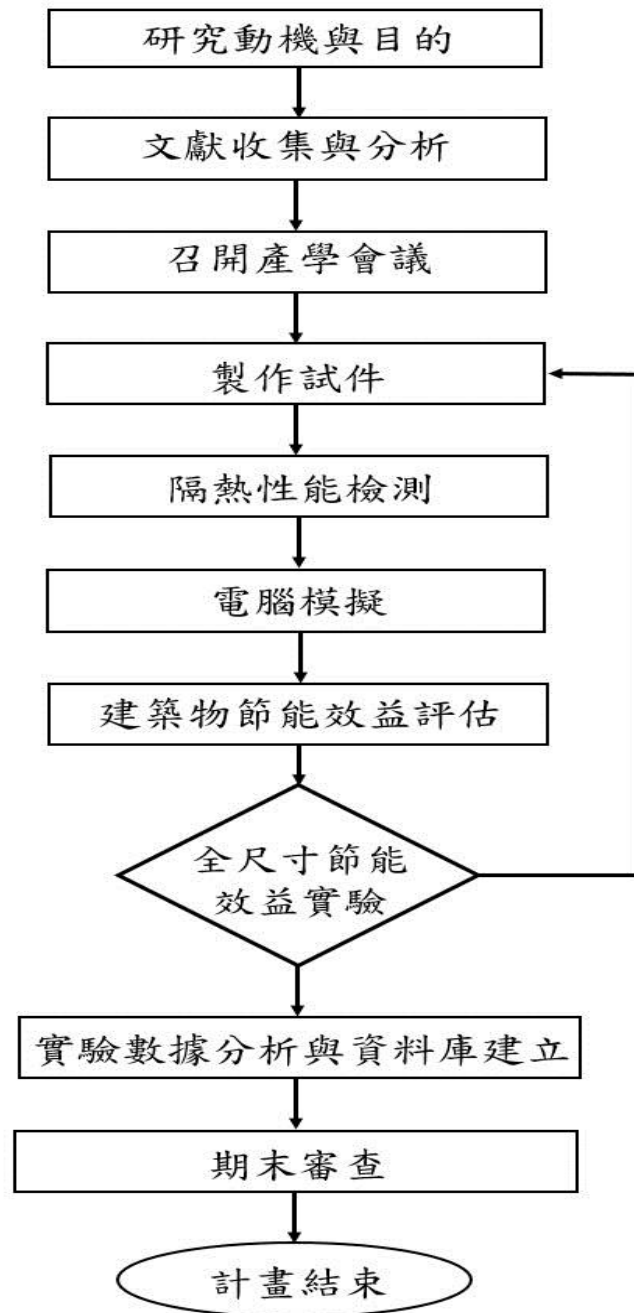 研究動機與目的
文獻收集與分析
召開產學會議
製作試件
隔熱性能檢測
電腦模擬
建築物節能效益評估
全尺寸節能
效益實驗
實驗數據分析與資料庫建立
期末審查
計畫結束